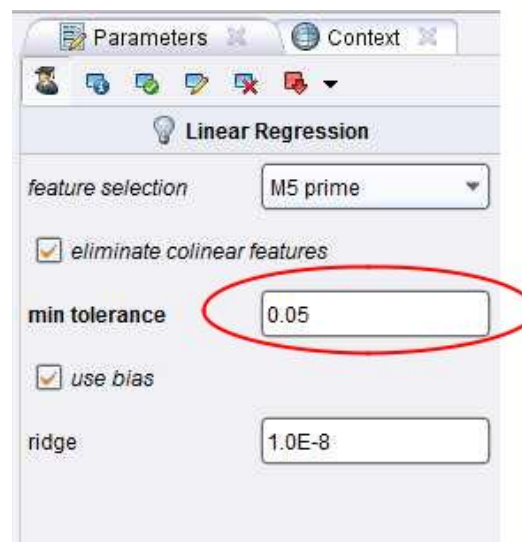 Parameters Context
Linear Regression
feature selection M5 prime
eliminate colinear features
min tolerance 0.05
use bias
ridge 1.0E-8